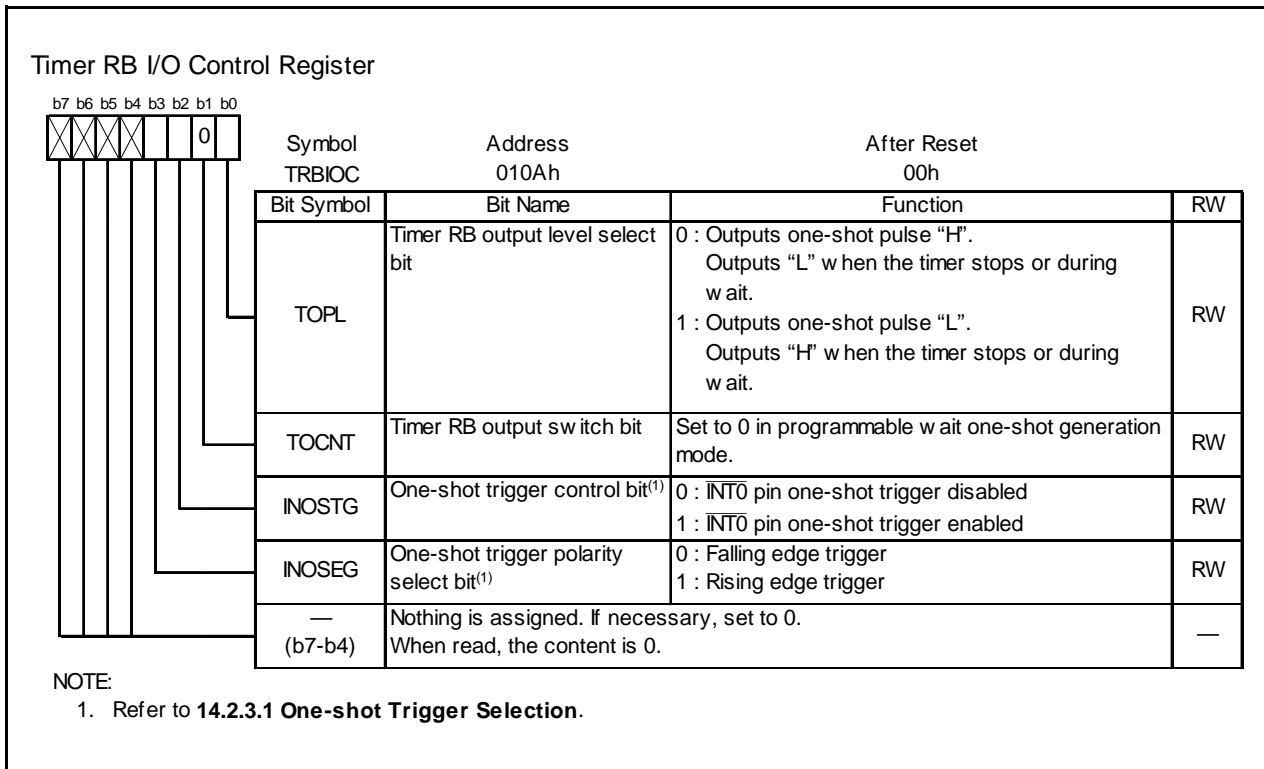 Timer RB I/O Control Register
b7 b6 b5 b4 b3 b2 b1 b0
0
Symbol Address After Reset
TRBIOC 010Ah 00h
Bit Symbol Bit Name Function RW
TOPL
Timer RB output level select
bit
0 : Outputs one-shot pulse “H”.
Outputs “L” w hen the timer stops or during
w ait.
1 : Outputs one-shot pulse “L”.
Outputs “H” w hen the timer stops or during
w ait.
RW
TOCNT
Timer RB output sw itch bit
Set to 0 in programmable w ait one-shot generation
mode.
RW
INOSTG
One-shot trigger control bit(1)
0 : INT0 pin one-shot trigger disabled
1 : INT0 pin one-shot trigger enabled
RW
INOSEG
One-shot trigger polarity
select bit(1)
0 : Falling edge trigger
1 : Rising edge trigger
RW
—
(b7-b4)
Nothing is assigned. If necessary, set to 0.
When read, the content is 0.
—
NOTE:
1. Refer to 14.2.3.1 One-shot Trigger Selection.